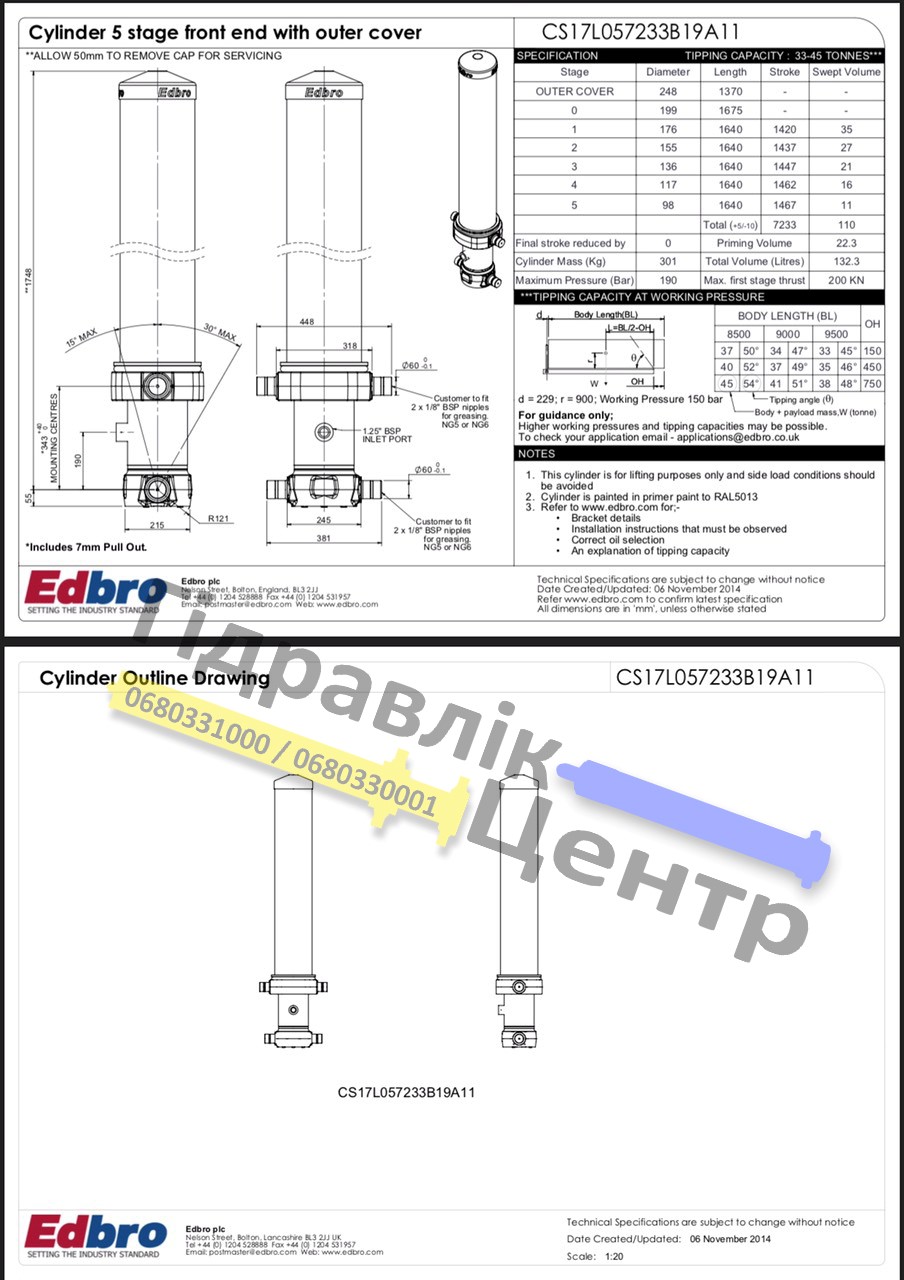 Cylinder 5 stage front end with outer cover
CS17L057233B19A11
**ALLOW 50mm TO REMOVE CAP FOR SERVICING
Edbro
Edbro
**1748
15° MAX
30° MAX
*343 +40 0
MOUNTING CENTRES
190
55
215
R121
448
318
Ø60 0 -0.1
Customer to fit
2 x 1/8" BSP nipples
for greasing.
NG5 or NG6
1.25" BSP
INLET PORT
Ø60 0 -0.1
245
381
Customer to fit
2 x 1/8" BSP nipples
for greasing.
NG5 or NG6
*Includes 7mm Pull Out.
SPECIFICATION TIPPING CAPACITY : 33-45 TONNES***
Stage Diameter Length Stroke Swept Volume
OUTER COVER 248 1370 - -
0 199 1675 - -
1 176 1640 1420 35
2 155 1640 1437 27
3 136 1640 1447 21
4 117 1640 1462 16
5 98 1640 1467 11
Total (+5/-10) 7233 110
Final stroke reduced by 0 Priming Volume 22.3
Cylinder Mass (Kg) 301 Total Volume (Litres) 132.3
Maximum Pressure (Bar) 190 Max. first stage thrust 200 KN
***TIPPING CAPACITY AT WORKING PRESSURE
d Body Length(BL)
L=BL/2-OH
r θ
W OH
BODY LENGTH (BL) OH
8500 9000 9500
37 50° 34 47° 33 45° 150
40 52° 37 49° 35 46° 450
45 54° 41 51° 38 48° 750
Tipping angle (θ)
Body + payload mass,W (tonne)
d = 229; r = 900; Working Pressure 150 bar
For guidance only;
Higher working pressures and tipping capacities may be possible.
To check your application email - applications@edbro.co.uk
NOTES
1. This cylinder is for lifting purposes only and side load conditions should
be avoided
2. Cylinder is painted in primer paint to RAL5013
3. Refer to www.edbro.com for;-
• Bracket details
• Installation instructions that must be observed
• Correct oil selection
• An explanation of tipping capacity
Edbro
SETTING THE INDUSTRY STANDARD
Edbro plc
Nelson Street, Bolton, England, BL3 2JJ
Tel +44 (0) 1204 528888 Fax +44 (0) 1204 531957
Email: postmaster@edbro.com Web: www.edbro.com
Technical Specifications are subject to change without notice
Date Created/Updated: 06 November 2014
Refer www.edbro.com to confirm latest specification
All dimensions are in 'mm', unless otherwise stated
Cylinder Outline Drawing
CS17L057233B19A11
Гідравлік
Центр
0680331000 / 0680330001
CS17L057233B19A11
Edbro
SETTING THE INDUSTRY STANDARD
Edbro plc
Nelson Street, Bolton, Lancashire BL3 2JJ UK
Tel +44 (0) 1204 528888 Fax +44 (0) 1204 531957
Email: postmaster@edbro.com Web: www.edbro.com
Technical Specifications are subject to change without notice
Date Created/Updated: 06 November 2014
Scale: 1:20